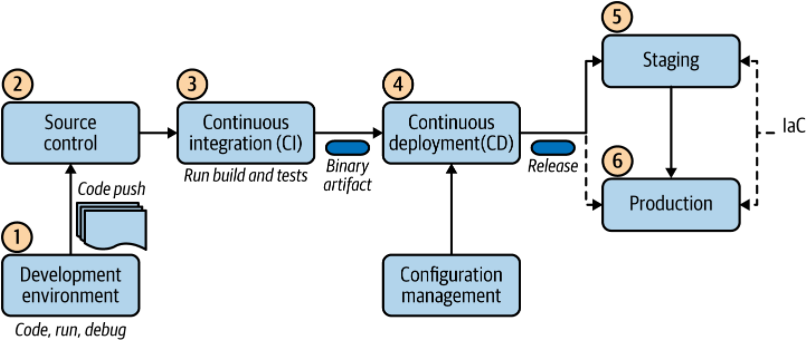 5
Staging
2
3
4
Source
control
Continuous
integration (CI)
Continuous
deployment(CD)
IaC
Run build and tests
Binary
artifact
Release
Code push
6
Production
1
Development
environment
Configuration
management
Code, run, debug